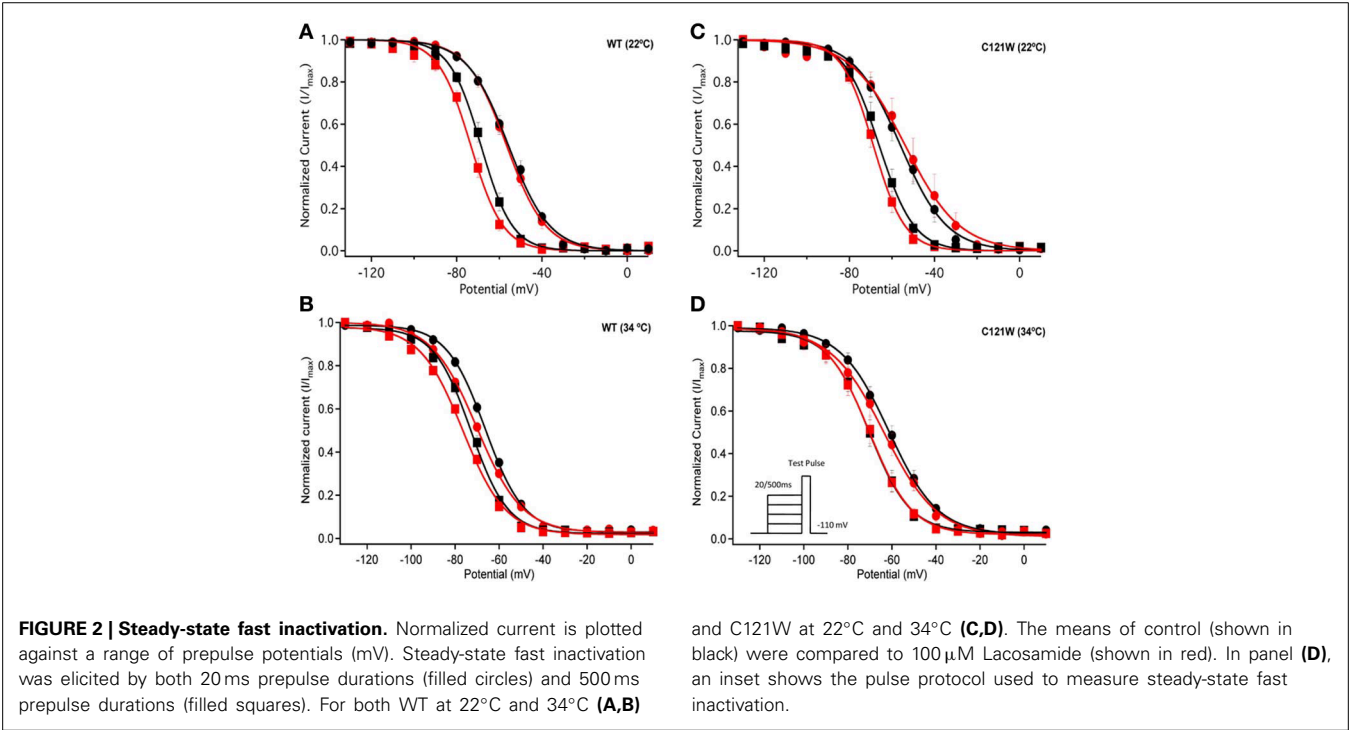 A
WT (22ºC)
Normalized Current (I/Imax)
1.0
0.8
0.6
0.4
0.2
0.0
-120
-80
-40
0
Potential (mV)
B
WT (34 ºC)
Normalized current (I/Imax)
1.0
0.8
0.6
0.4
0.2
0.0
-120
-100
-80
-60
-40
-20
0
Potential (mV)
C
C121W (22ºC)
Normalized Current (I/Imax)
1.0
0.8
0.6
0.4
0.2
0.0
-120
-80
-40
0
Potential (mV)
D
C121W (34ºC)
Normalized Current (I/Imax)
1.0
0.8
0.6
0.4
0.2
0.0
Test Pulse
20/500ms
-110 mV
-120
-100
-80
-60
-40
-20
0
Potential (mV)
FIGURE 2 | Steady-state fast inactivation. Normalized current is plotted
against a range of prepulse potentials (mV). Steady-state fast inactivation
was elicited by both 20 ms prepulse durations (filled circles) and 500 ms
prepulse durations (filled squares). For both WT at 22°C and 34°C (A,B)
and C121W at 22°C and 34°C (C,D). The means of control (shown in
black) were compared to 100 μM Lacosamide (shown in red). In panel (D),
an inset shows the pulse protocol used to measure steady-state fast
inactivation.